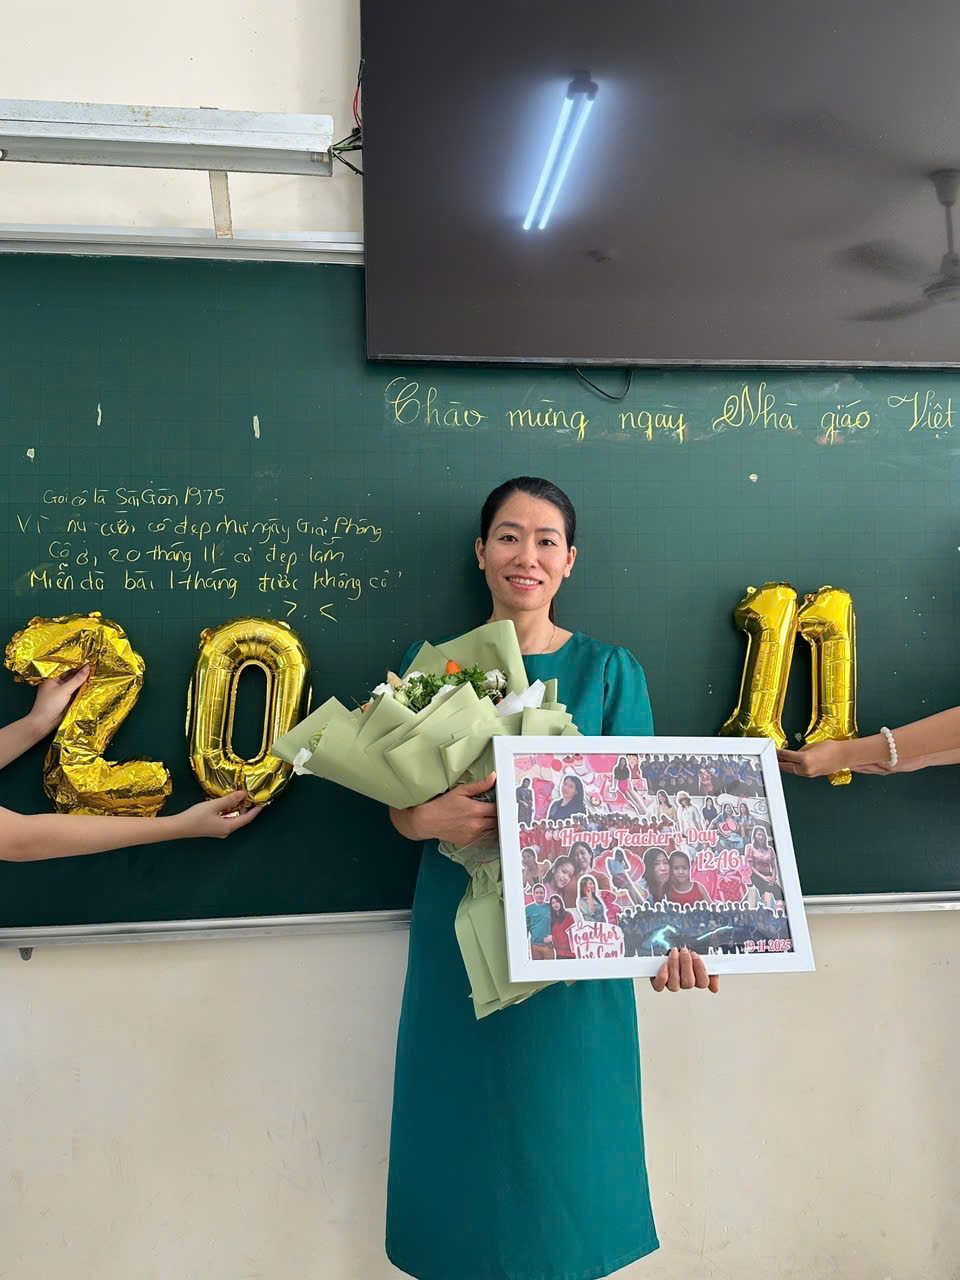 Chào mừng ngày Nhà giáo Việt
Gọi cô là Sài Gòn 1975
Vì nụ cười cô đẹp như ngày Giải Phóng
Cô ơi, 20 tháng 11 cô đẹp lắm
Miễn dò bài 1 tháng được không cô?
>.<
20 11
Happy Teacher's Day
12A6
Together
We Can!
19-11-2025